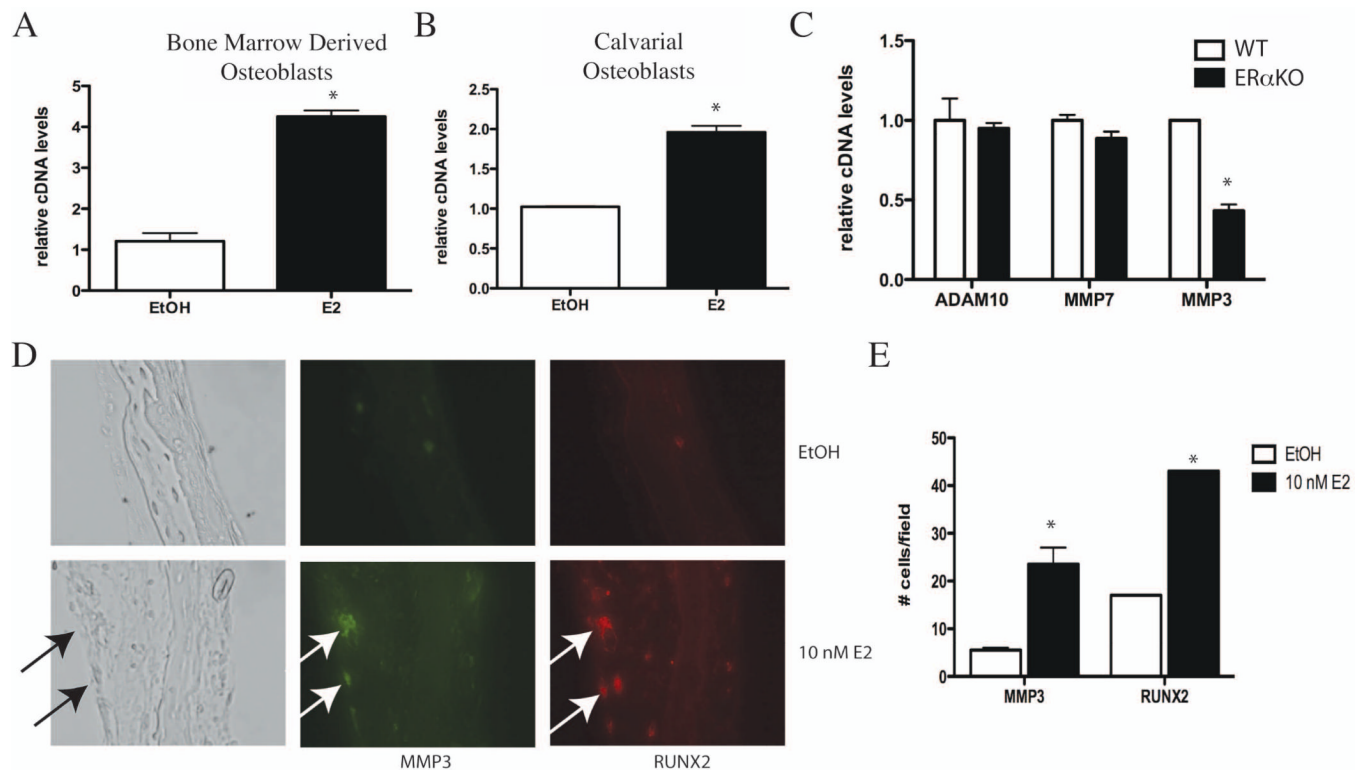 A
Bone Marrow Derived
Osteoblasts
relative cDNA levels
5
4
3
2
1
0
*
EtOH
E2
B
Calvarial
Osteoblasts
relative cDNA levels
2.5
2.0
1.5
1.0
0.5
0.0
*
EtOH
E2
C
WT
ERαKO
relative cDNA levels
1.5
1.0
0.5
0.0
*
ADAM10
MMP7
MMP3
D
EtOH
10 nM E2
MMP3
RUNX2
E
EtOH
10 nM E2
# cells/field
50
40
30
20
10
0
*
*
MMP3
RUNX2